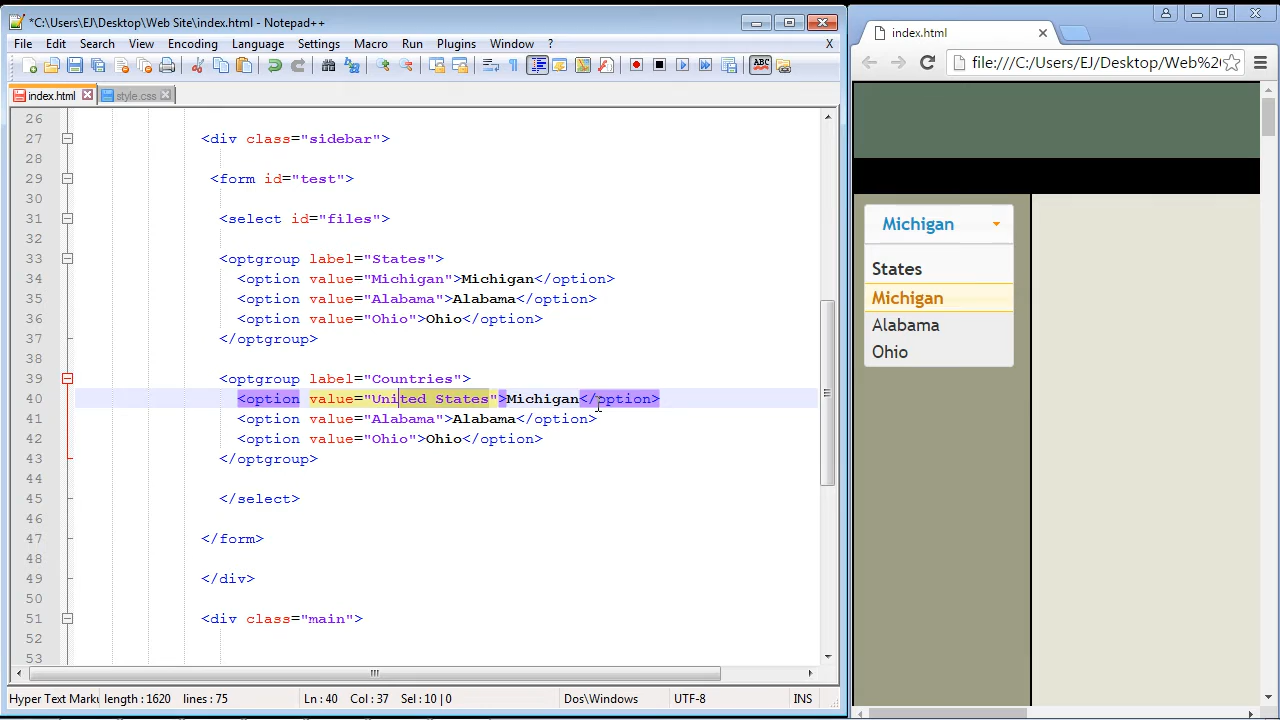 *C:\Users\EJ\Desktop\Web Site\index.html - Notepad++
File Edit Search View Encoding Language Settings Macro Run Plugins Window ? X
index.html style.css
26
27 <div class="sidebar">
28
29 <form id="test">
30
31 <select id="files">
32
33 <optgroup label="States">
34 <option value="Michigan">Michigan</option>
35 <option value="Alabama">Alabama</option>
36 <option value="Ohio">Ohio</option>
37 </optgroup>
38
39 <optgroup label="Countries">
40 <option value="United States">Michigan</option>
41 <option value="Alabama">Alabama</option>
42 <option value="Ohio">Ohio</option>
43 </optgroup>
44
45 </select>
46
47 </form>
48
49 </div>
50
51 <div class="main">
52
53
Hyper Text Marku length : 1620 lines : 75 Ln : 40 Col : 37 Sel : 10 | 0 Dos\Windows UTF-8 INS
index.html
file:///C:/Users/EJ/Desktop/Web%20
Michigan
States
Michigan
Alabama
Ohio